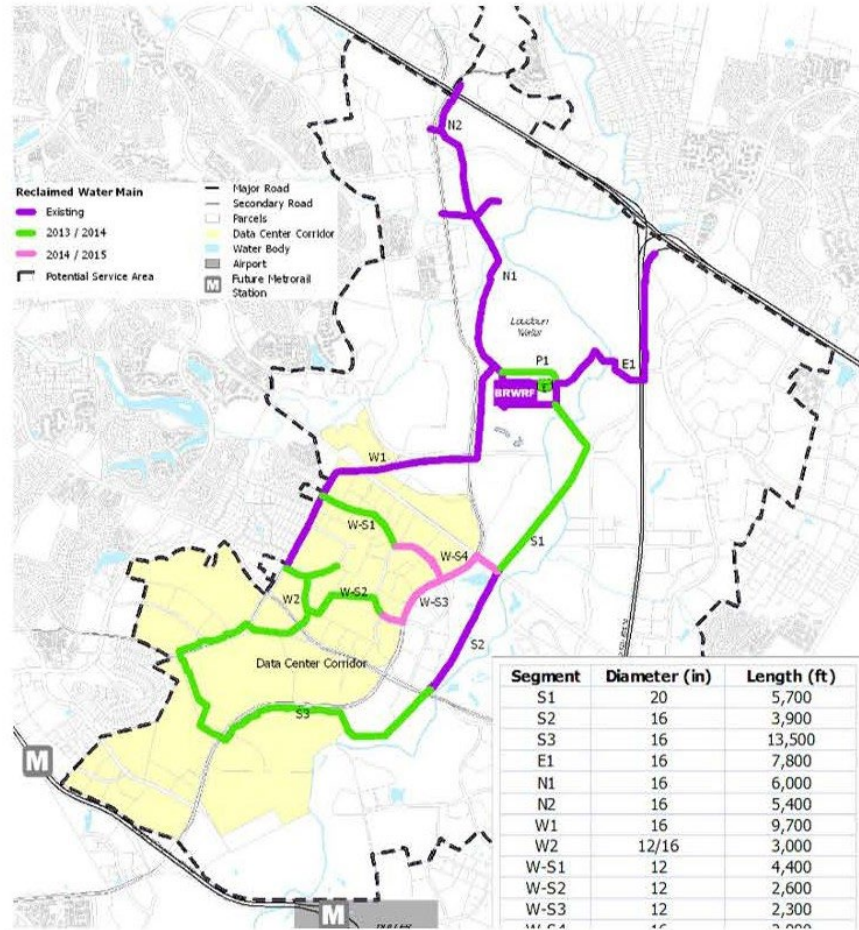 N2
Reclaimed Water Main
Existing
2013 / 2014
2014 / 2015
Potential Service Area
Major Road
Secondary Road
Parcels
Data Center Corridor
Water Body
Airport
Future Metrorail
Station
M
N1
Water
P1
E1
BRWRF
W1
W-S1
W-S4
S1
W2
W-S2
W-S3
S2
Data Center Corridor
S3
M
M
Segment Diameter (in) Length (ft)
S1 20 5,700
S2 16 3,900
S3 16 13,500
E1 16 7,800
N1 16 6,000
N2 16 5,400
W1 16 9,700
W2 12/16 3,000
W-S1 12 4,400
W-S2 12 2,600
W-S3 12 2,300